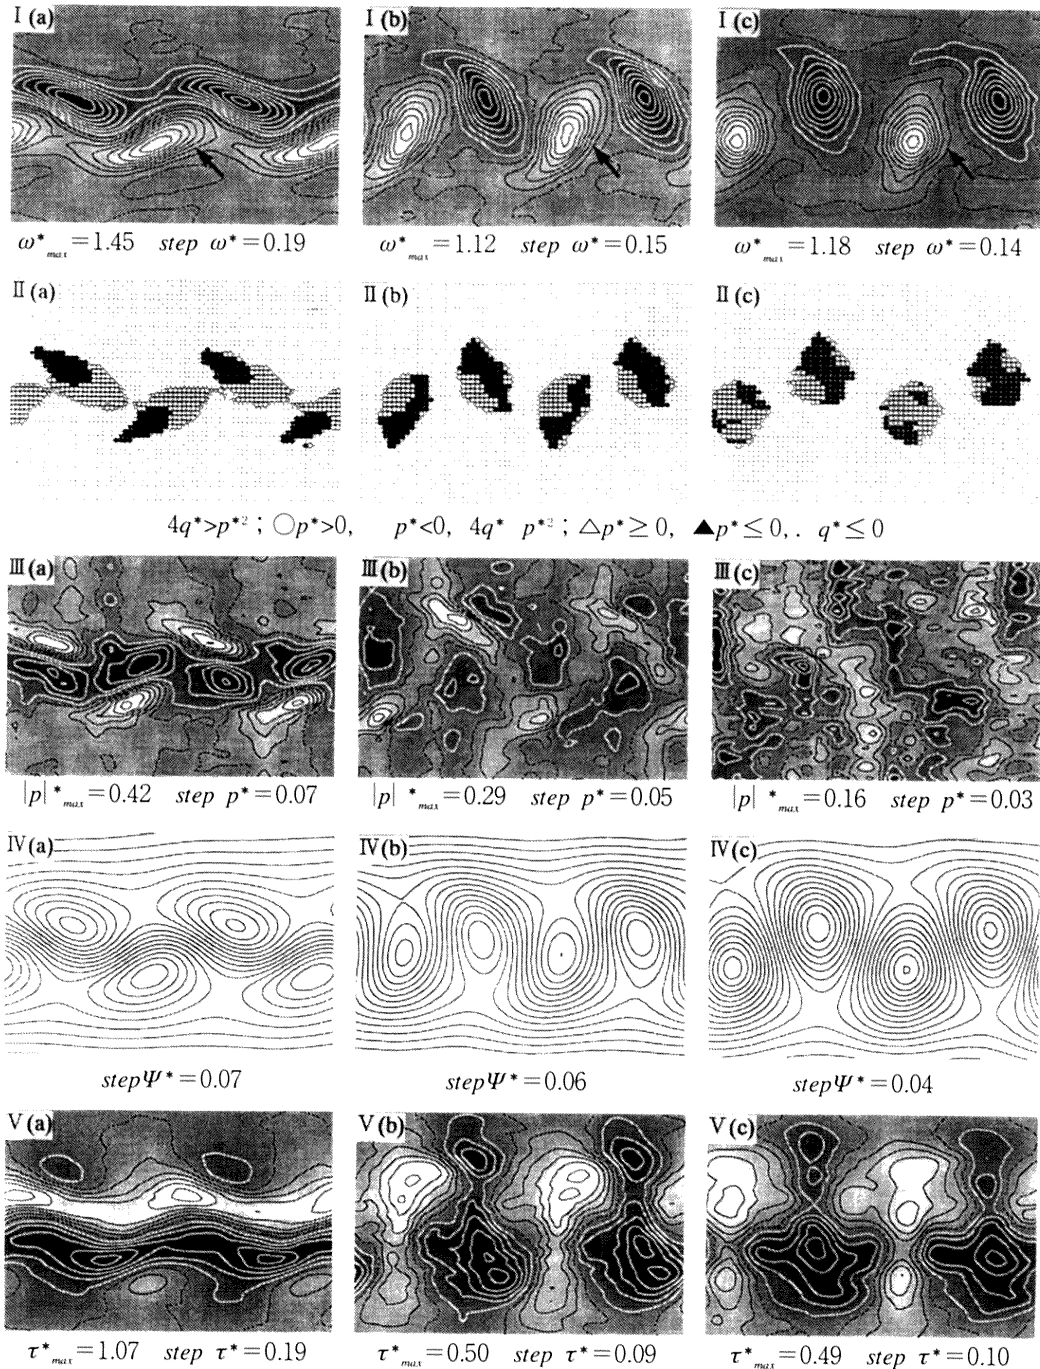 I (a) I (b) I (c)
ω*max = 1.45 step ω* = 0.19 ω*max = 1.12 step ω* = 0.15 ω*max = 1.18 step ω* = 0.14
II (a) II (b) II (c)
4q*>p*²; ○p*>0, p*<0, 4q* p*²; △p*≥0, ▲p*≤0,. q*≤0
III (a) III (b) III (c)
|p|*max = 0.42 step p* = 0.07 |p|*max = 0.29 step p* = 0.05 |p|*max = 0.16 step p* = 0.03
IV (a) IV (b) IV (c)
step Ψ* = 0.07 step Ψ* = 0.06 step Ψ* = 0.04
V (a) V (b) V (c)
τ*max = 1.07 step τ* = 0.19 τ*max = 0.50 step τ* = 0.09 τ*max = 0.49 step τ* = 0.10